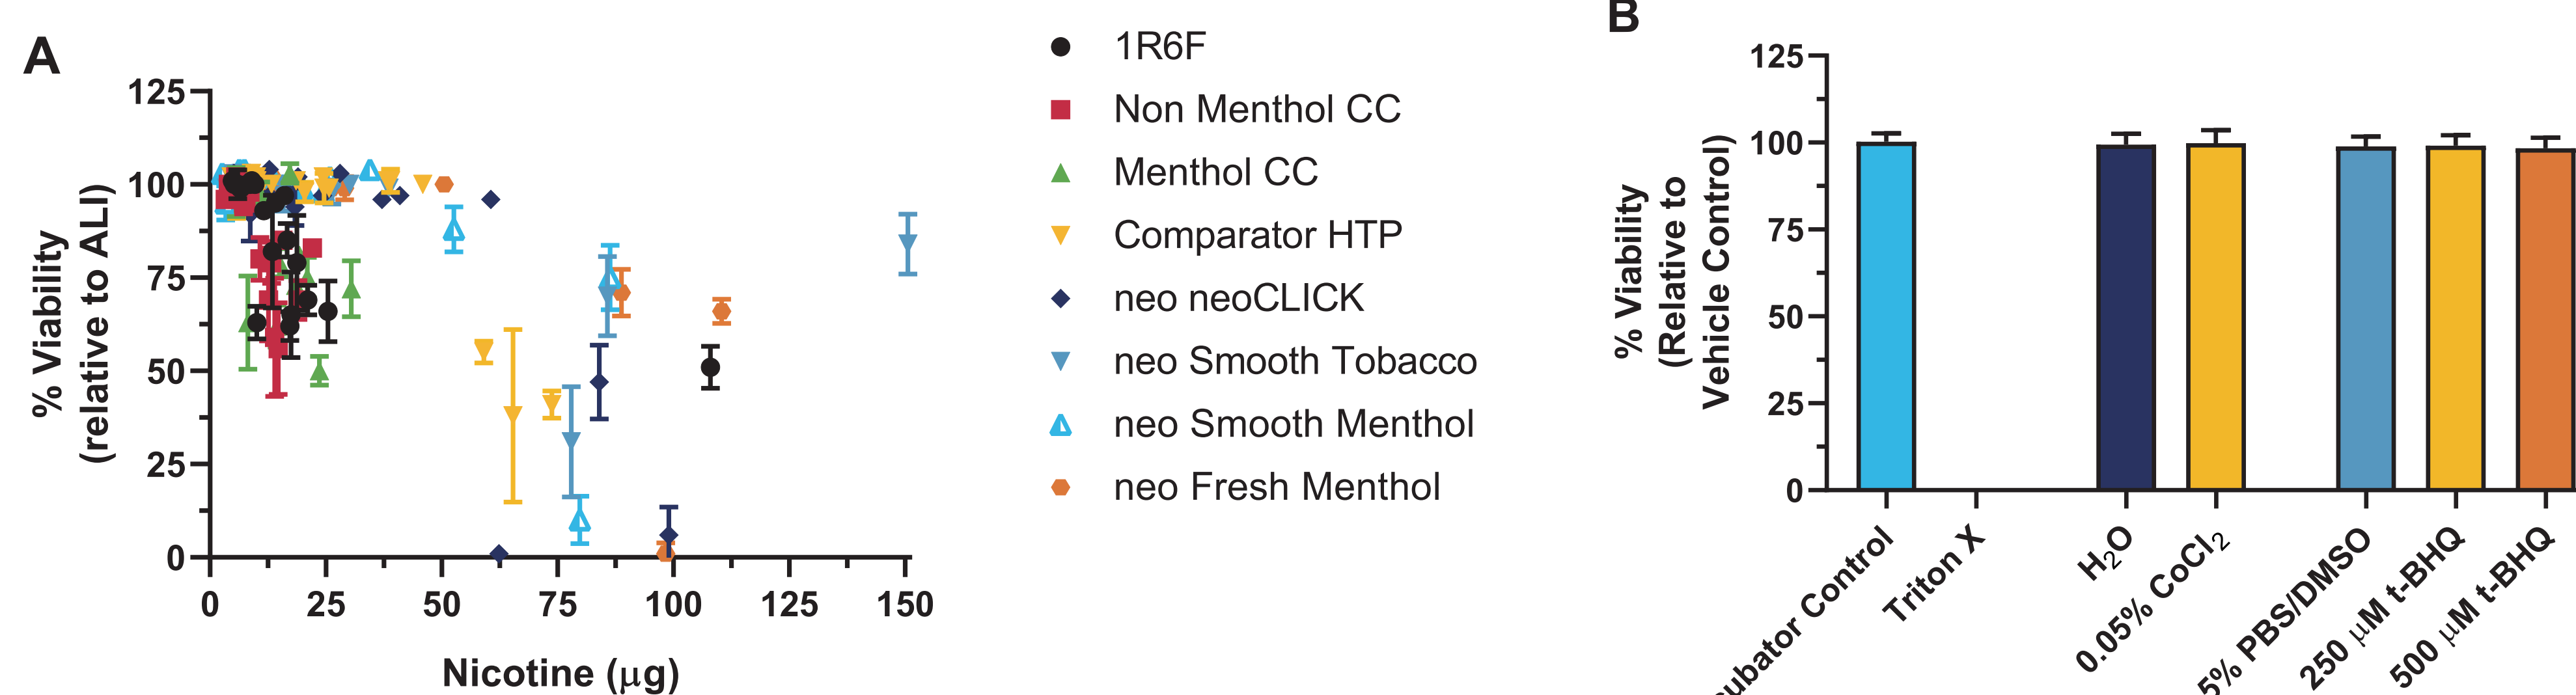 A
125
100
75
50
25
0
% Viability
(relative to ALI)
0 25 50 75 100 125 150
Nicotine (μg)
1R6F
Non Menthol CC
Menthol CC
Comparator HTP
neo neoCLICK
neo Smooth Tobacco
neo Smooth Menthol
neo Fresh Menthol
B
125
100
75
50
25
0
% Viability
(Relative to
Vehicle Control)
Control
Triton X
H₂O
0.05% CoCl₂
5% PBS/DMSO
250 μM t-BHQ
500 μM t-BHQ